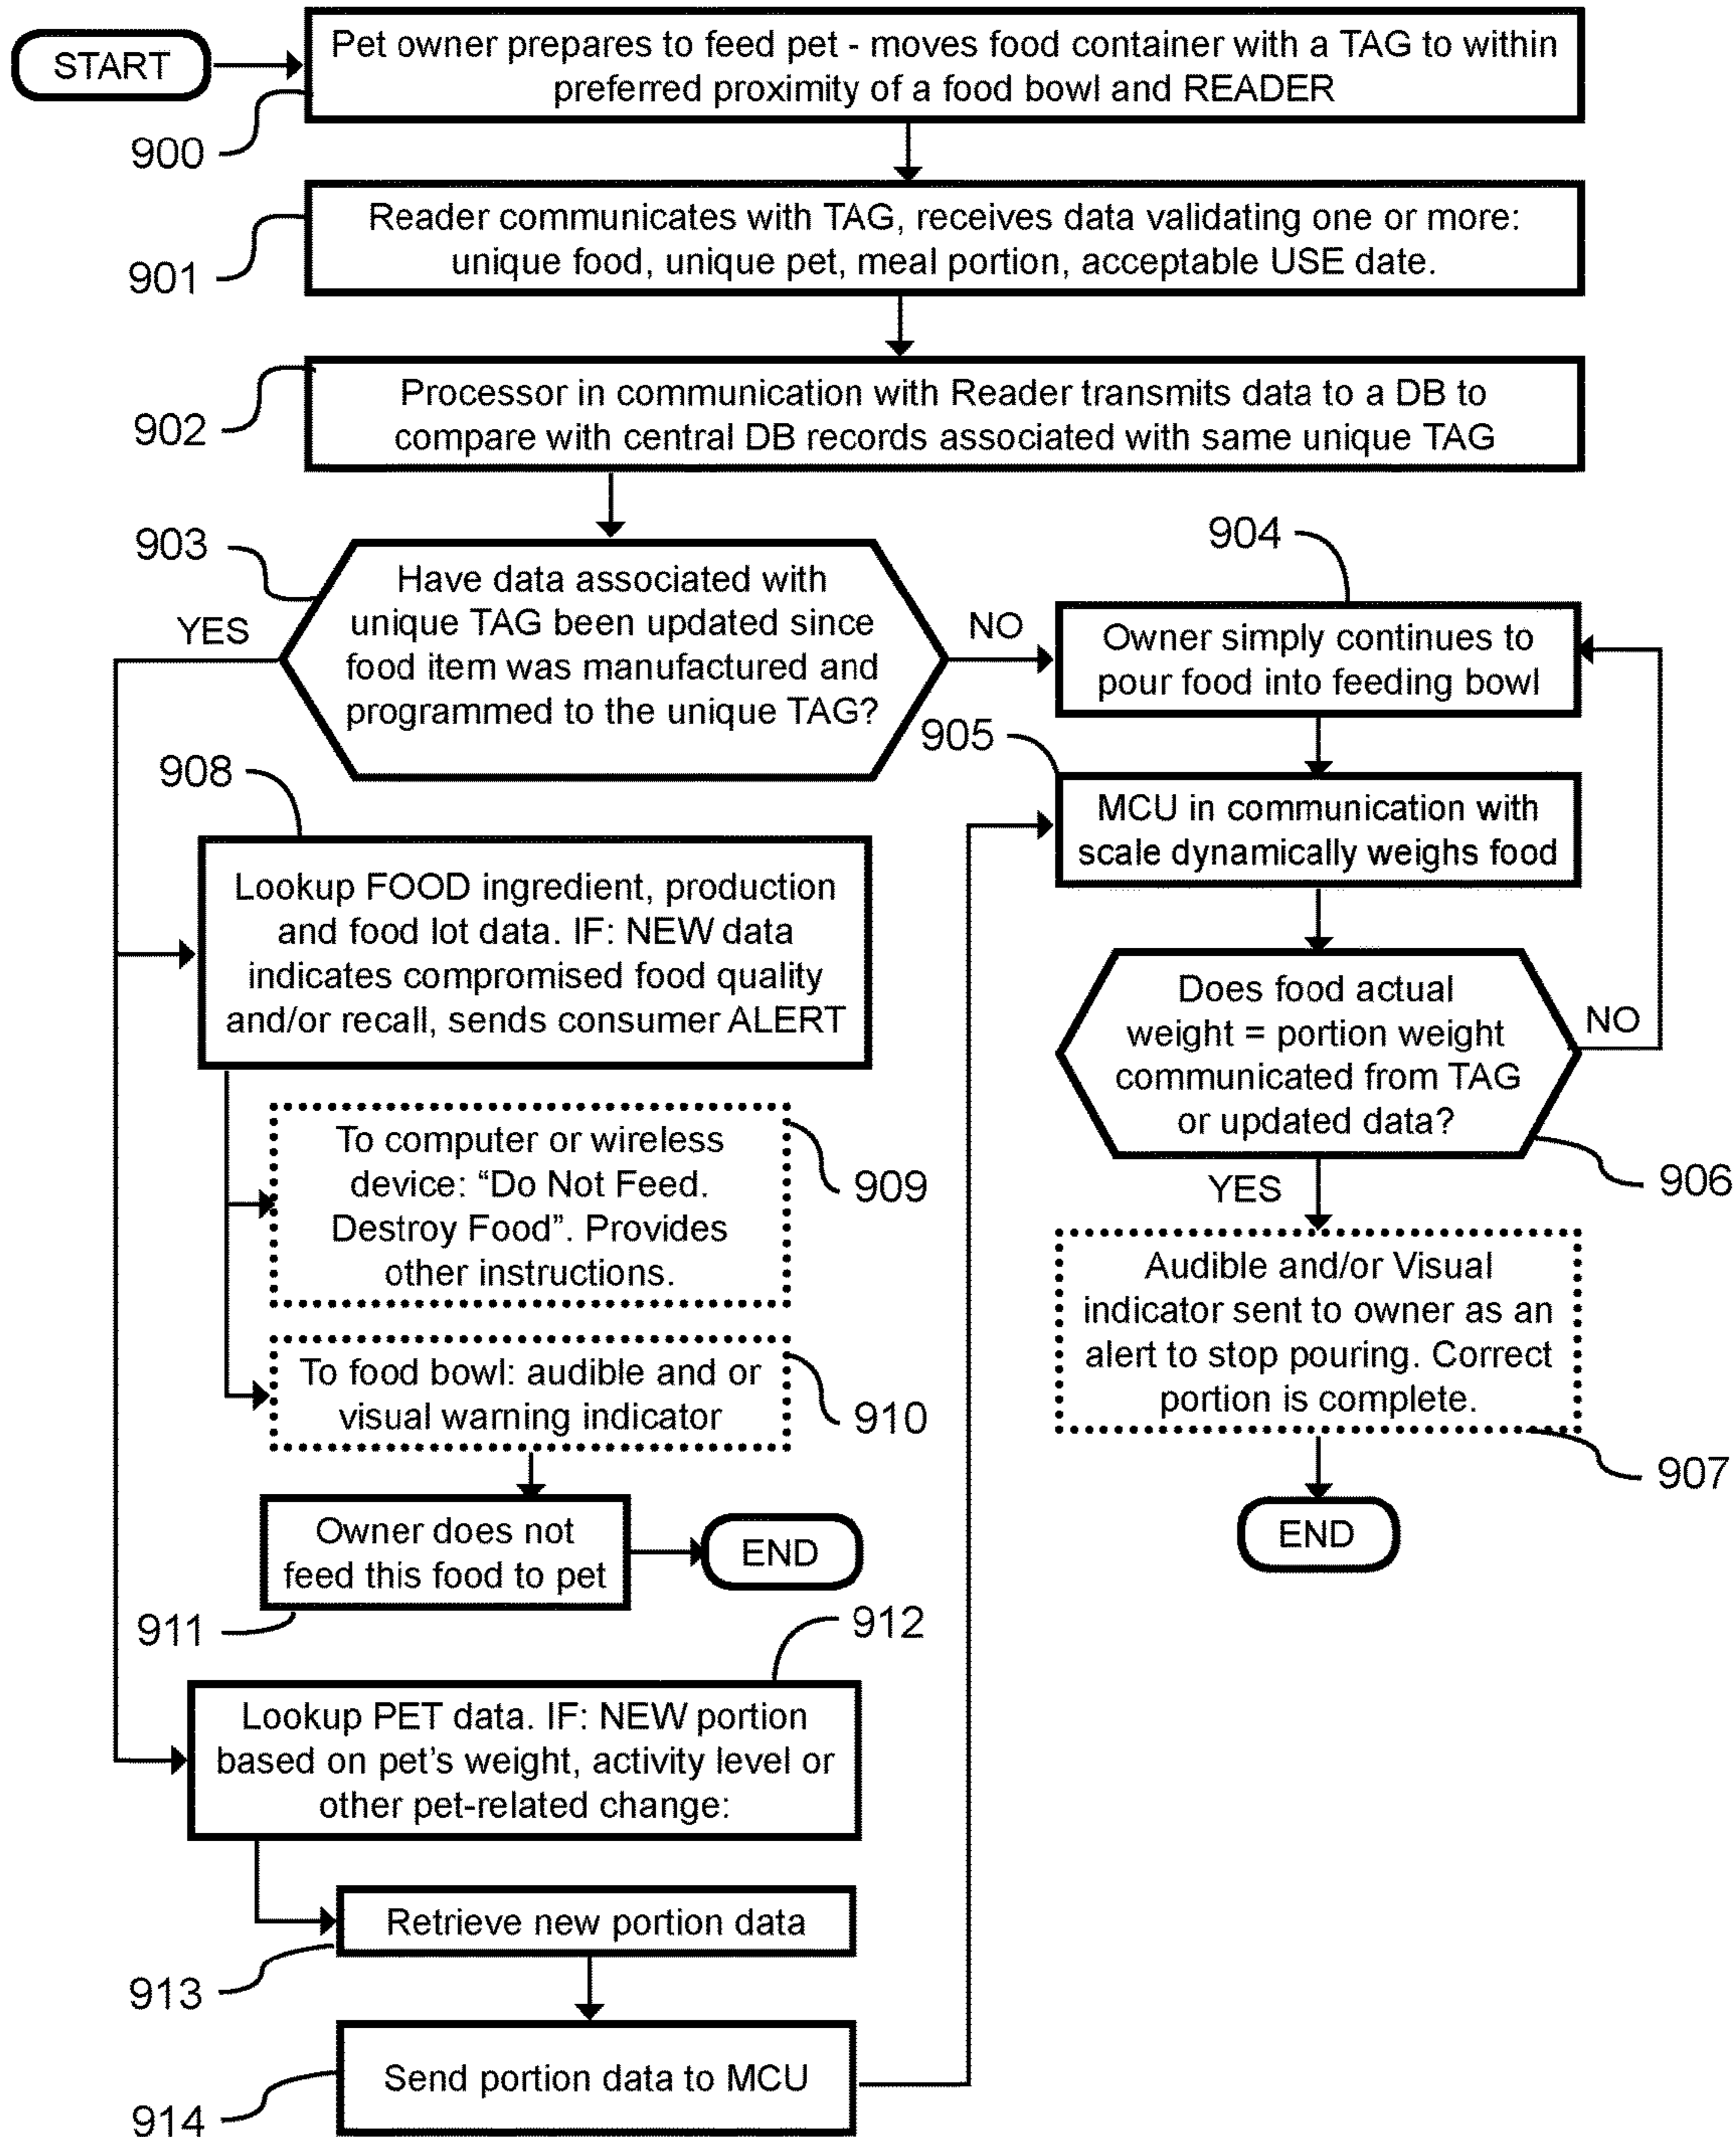 START
Pet owner prepares to feed pet - moves food container with a TAG to within
preferred proximity of a food bowl and READER
900
Reader communicates with TAG, receives data validating one or more:
unique food, unique pet, meal portion, acceptable USE date.
901
Processor in communication with Reader transmits data to a DB to
compare with central DB records associated with same unique TAG
902
903
Have data associated with
unique TAG been updated since
food item was manufactured and
programmed to the unique TAG?
YES
NO
904
Owner simply continues to
pour food into feeding bowl
905
MCU in communication with
scale dynamically weighs food
Does food actual
weight = portion weight
communicated from TAG
or updated data?
NO
906
YES
Audible and/or Visual
indicator sent to owner as an
alert to stop pouring. Correct
portion is complete.
907
END
908
Lookup FOOD ingredient, production
and food lot data. IF: NEW data
indicates compromised food quality
and/or recall, sends consumer ALERT
To computer or wireless
device: “Do Not Feed.
Destroy Food”. Provides
other instructions.
909
To food bowl: audible and or
visual warning indicator
910
Owner does not
feed this food to pet
911
END
912
Lookup PET data. IF: NEW portion
based on pet’s weight, activity level or
other pet-related change:
Retrieve new portion data
913
Send portion data to MCU
914